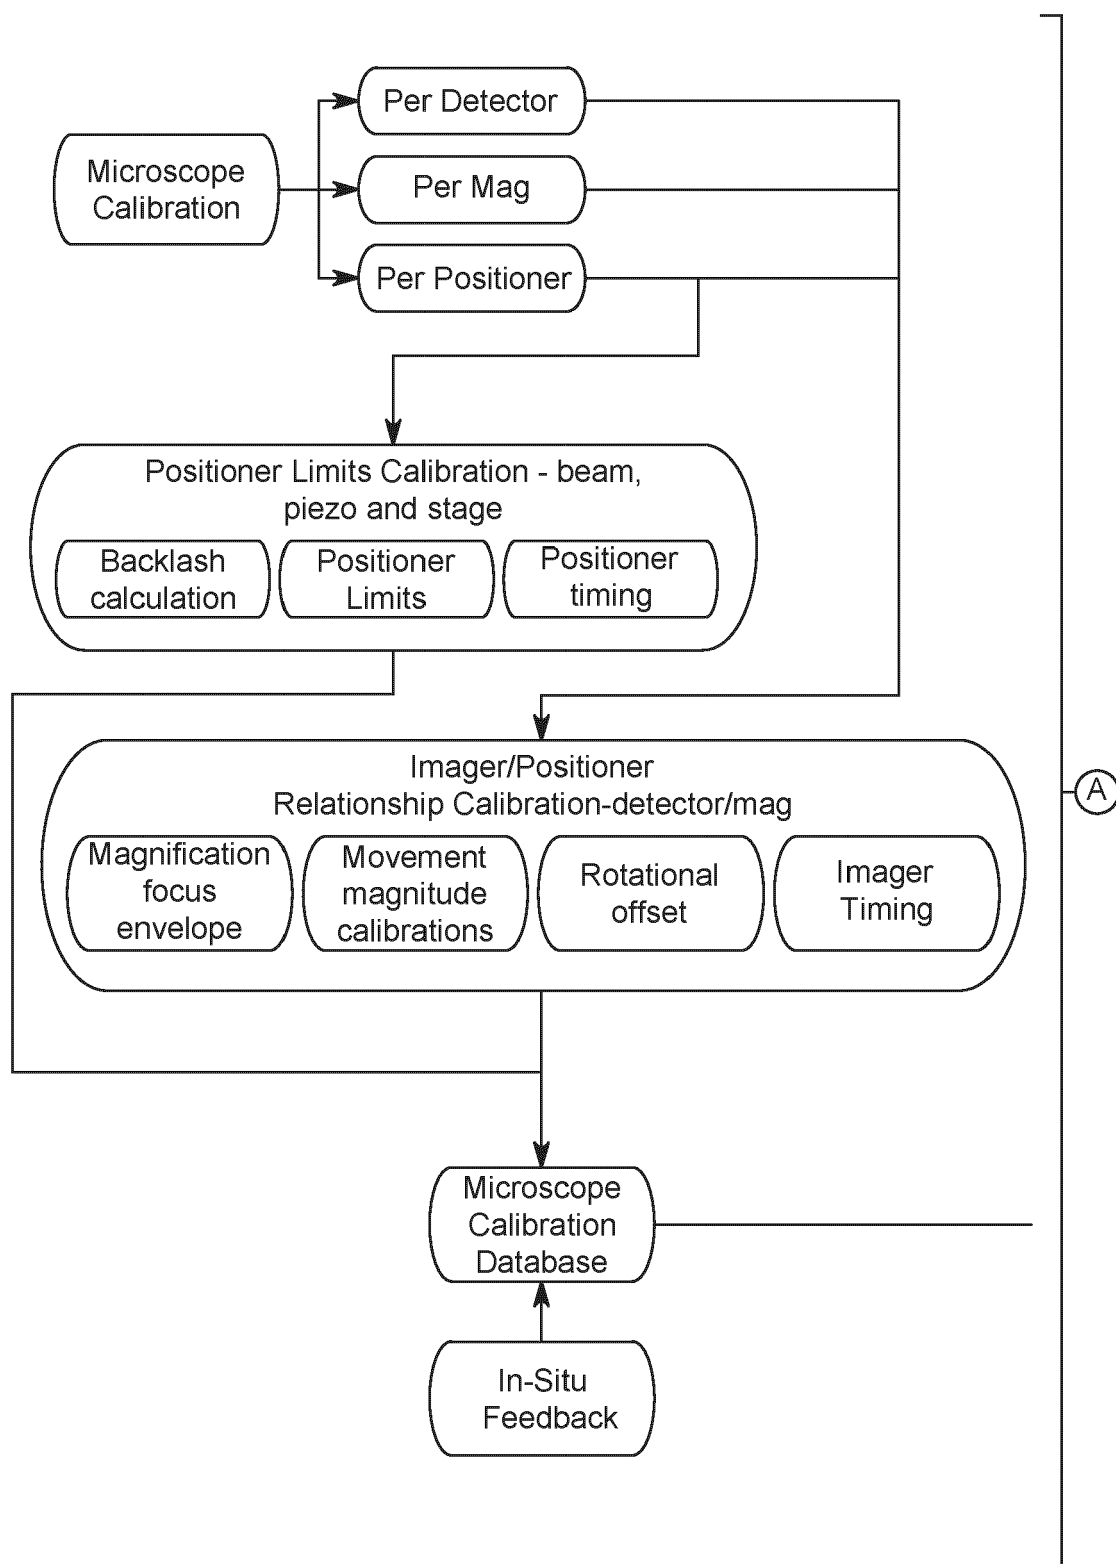 Per Detector
Microscope
Calibration
Per Mag
Per Positioner
Positioner Limits Calibration - beam,
piezo and stage
Backlash
calculation
Positioner
Limits
Positioner
timing
Imager/Positioner
Relationship Calibration-detector/mag
A
Magnification
focus
envelope
Movement
magnitude
calibrations
Rotational
offset
Imager
Timing
Microscope
Calibration
Database
In-Situ
Feedback